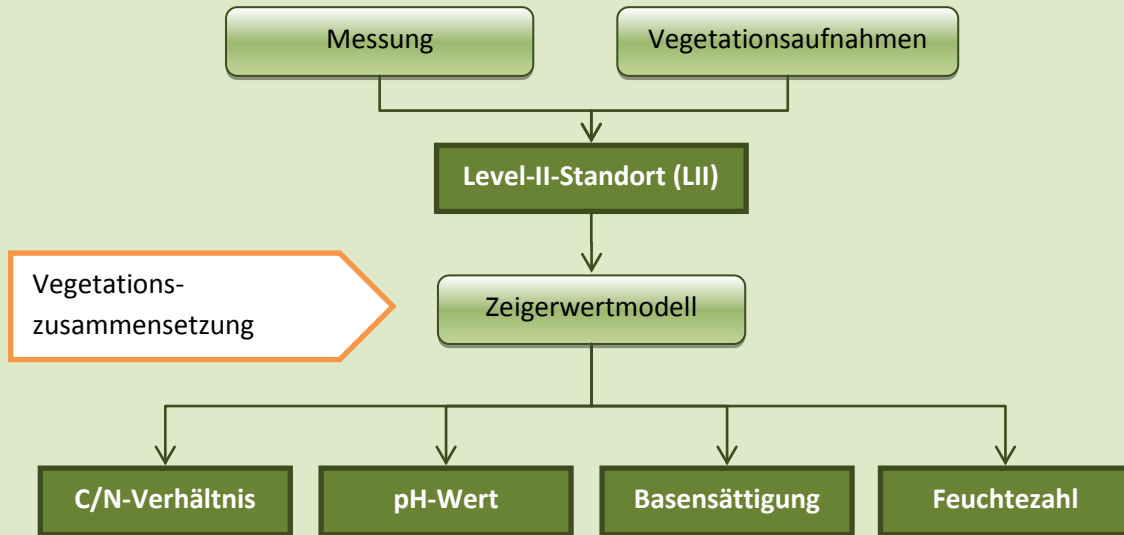 Messung
Vegetationsaufnahmen
Level-II-Standort (LII)
Vegetations-
zusammensetzung
Zeigerwertmodell
C/N-Verhältnis
pH-Wert
Basensättigung
Feuchtezahl